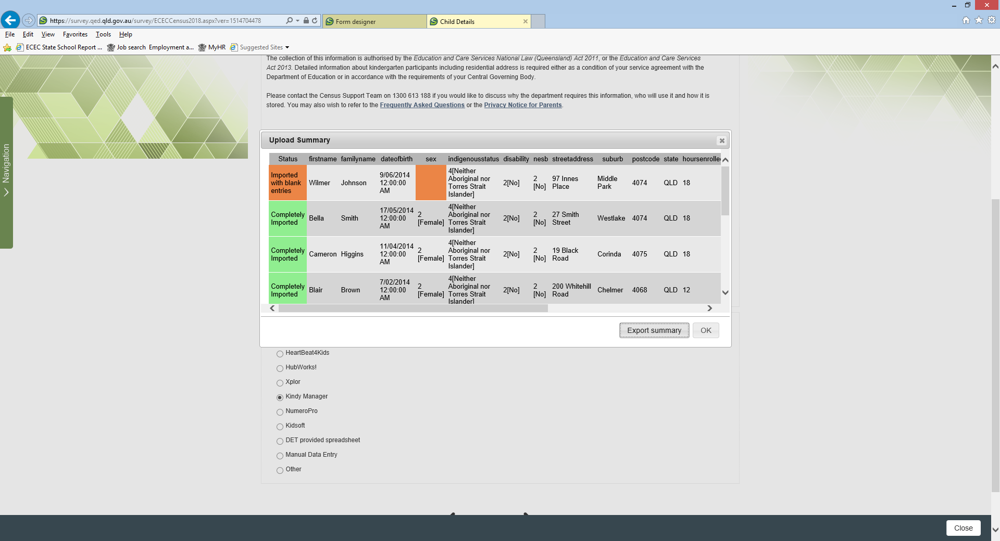 https://survey.qed.qld.gov.au/survey/ECECCensus2018.aspx?ver=1514704478
Form designer
Child Details
File Edit View Favorites Tools Help
ECEC State School Report ... Job search Employment a... MyHR Suggested Sites
The collection of this information is authorised by the Education and Care Services National Law (Queensland) Act 2011, or the Education and Care Services
Act 2013. Detailed information about kindergarten participants including residential address is required either as a condition of your service agreement with the
Department of Education or in accordance with the requirements of your Central Governing Body.
Please contact the Census Support Team on 1300 613 188 if you would like to discuss why the department requires this information, who will use it and how it is
stored. You may also wish to refer to the Frequently Asked Questions or the Privacy Notice for Parents.
Navigation
Upload Summary
Status firstname familyname dateofbirth sex indigenousstatus disability nesb streetaddress suburb postcode state hoursenrolle
Imported with blank entries Wilmer Johnson 9/06/2014 12:00:00 AM 4[Neither Aboriginal nor Torres Strait Islander] 2[No] 2 [No] 97 Innes Place Middle Park 4074 QLD 18
Completely Imported Bella Smith 17/05/2014 12:00:00 AM 2 [Female] 4[Neither Aboriginal nor Torres Strait Islander] 2[No] 2 [No] 27 Smith Street Westlake 4074 QLD 18
Completely Imported Cameron Higgins 11/04/2014 12:00:00 AM 2 [Female] 4[Neither Aboriginal nor Torres Strait Islander] 2[No] 2 [No] 19 Black Road Corinda 4075 QLD 18
Completely Imported Blair Brown 7/02/2014 12:00:00 AM 2 [Female] 4[Neither Aboriginal nor Torres Strait Islander] 2[No] 2 [No] 200 Whitehill Road Chelmer 4068 QLD 12
Export summary OK
HeartBeat4Kids
HubWorks!
Xplor
Kindy Manager
NumeroPro
Kidsoft
DET provided spreadsheet
Manual Data Entry
Other
Close